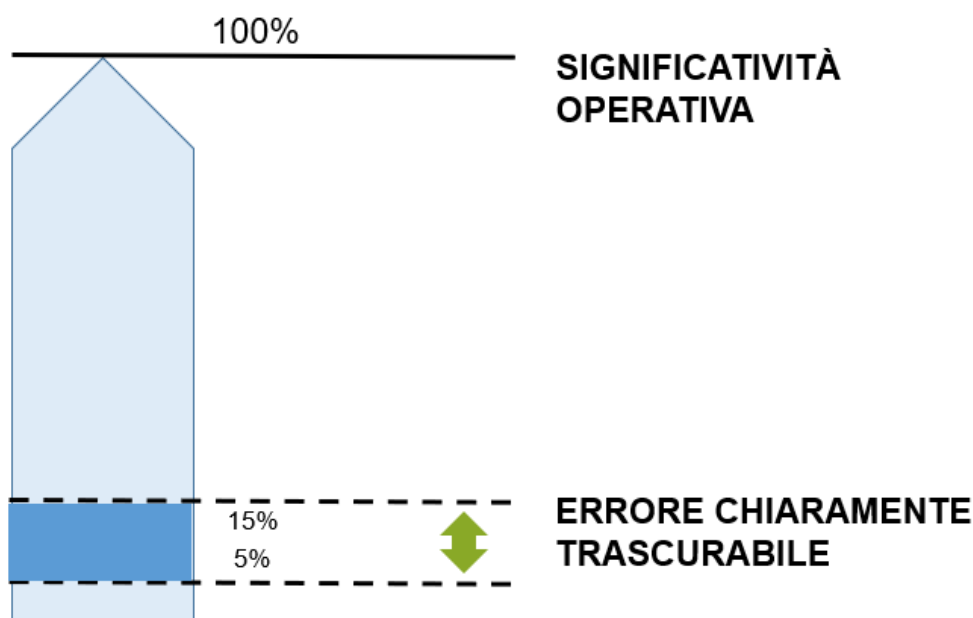 100%
SIGNIFICATIVITÀ
OPERATIVA
15%
5%
ERRORE CHIARAMENTE
TRASCURABILE